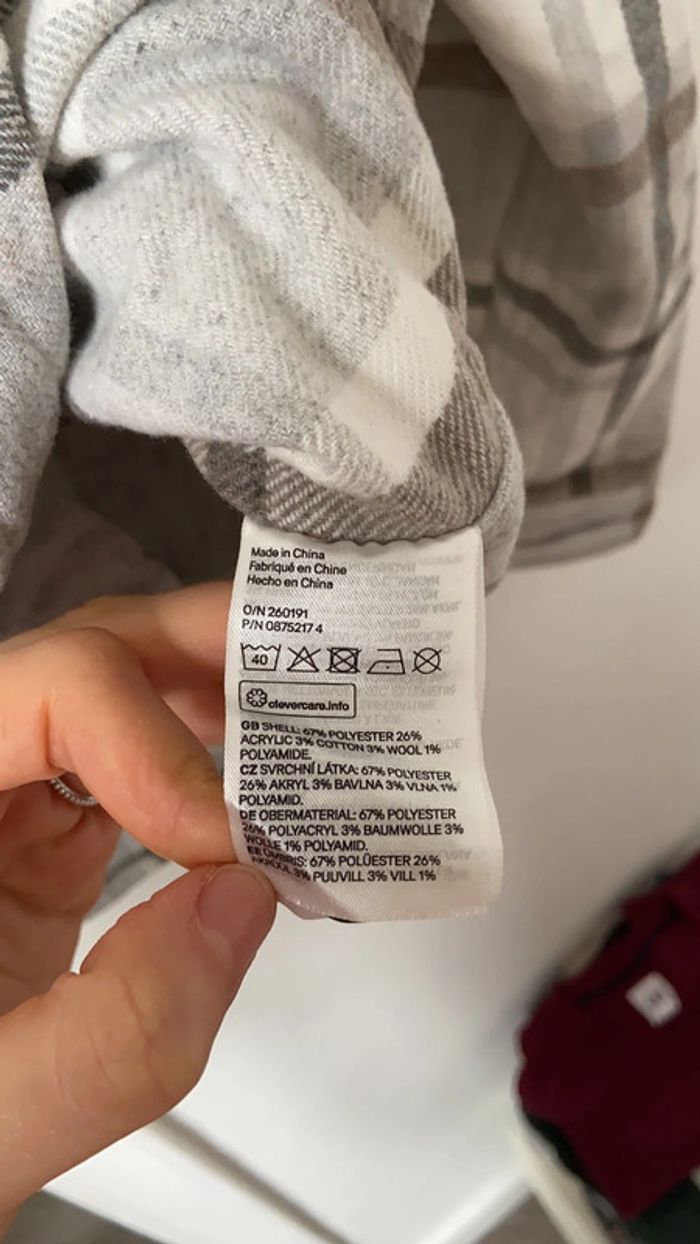 Made in China
Fabriqué en Chine
Hecho en China
O/N 260191
P/N 0875217 4
40
clevercare.info
GB SHELL: 67% POLYESTER 26%
ACRYLIC 3% COTTON 3% WOOL 1%
POLYAMIDE.
CZ SVRCHNÍ LÁTKA: 67% POLYESTER
26% AKRYL 3% BAVLNA 3% VLNA 1%
POLYAMID.
DE OBERMATERIAL: 67% POLYESTER
26% POLYACRYL 3% BAUMWOLLE 3%
WOLLE 1% POLYAMID.
EE ÜMBRIS: 67% POLÜESTER 26%
AKRÜÜL 3% PUUVILL 3% VILL 1%